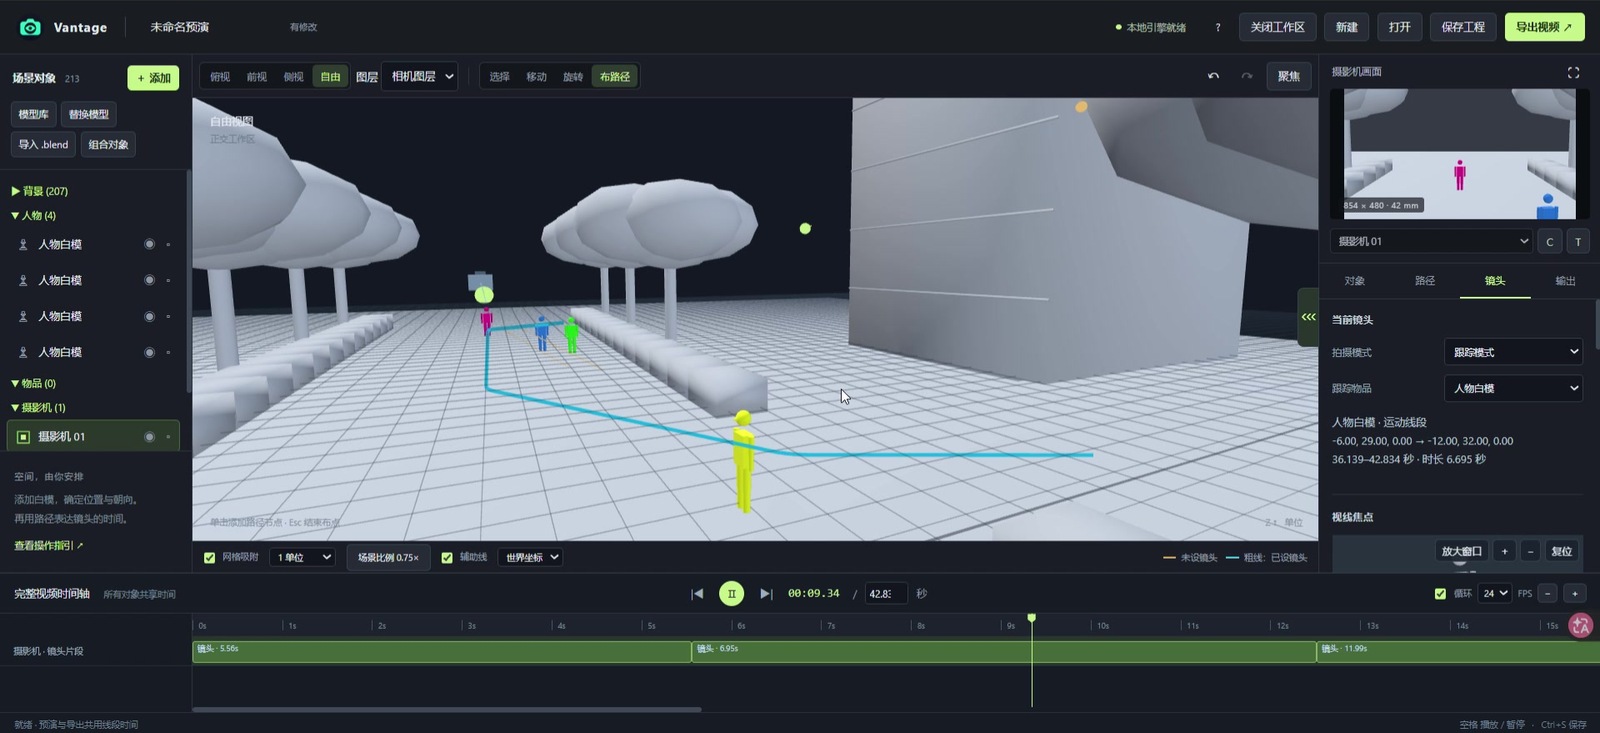 Vantage
未命名预演
有修改
本地引擎就绪
?
关闭工作区
新建
打开
保存工程
导出视频 ↗
场景对象 213
+ 添加
模型库
替换模型
导入 .blend
组合对象
▶背景 (207)
▼人物 (4)
人物白模
人物白模
人物白模
人物白模
▼物品 (0)
▼摄影机 (1)
摄影机 01
空间，由你安排
添加白模，确定位置与朝向。
再用路径表达镜头的时间。
查看操作指引 ↗
俯视 前视 侧视 自由 图层 相机图层
选择 移动 旋转 布路径
聚焦
自由视图
正交工作区
单击添加路径节点 · Esc 结束布点
单位
网格吸附 1 单位 场景比例 0.75× 辅助线 世界坐标
未设镜头 粗线：已设镜头
摄影机画面
854 × 480 · 42 mm
摄影机 01 C T
对象 路径 镜头 输出
当前镜头
拍摄模式 跟踪模式
跟踪物品 人物白模
人物白模 · 运动线段
-6.00, 29.00, 0.00 → -12.00, 32.00, 0.00
36.139–42.834 秒 · 时长 6.695 秒
视线焦点
放大窗口 + − 复位
完整视频时间轴 所有对象共享时间
00:09.34 / 42.83 秒
循环 24 FPS − +
0s 1s 2s 3s 4s 5s 6s 7s 8s 9s 10s 11s 12s 13s 14s 15s
摄影机 · 镜头片段
镜头 · 5.56s
镜头 · 6.95s
镜头 · 11.99s
就绪 · 预演与导出共用线段时间
空格 播放 / 暂停 · Ctrl+S 保存